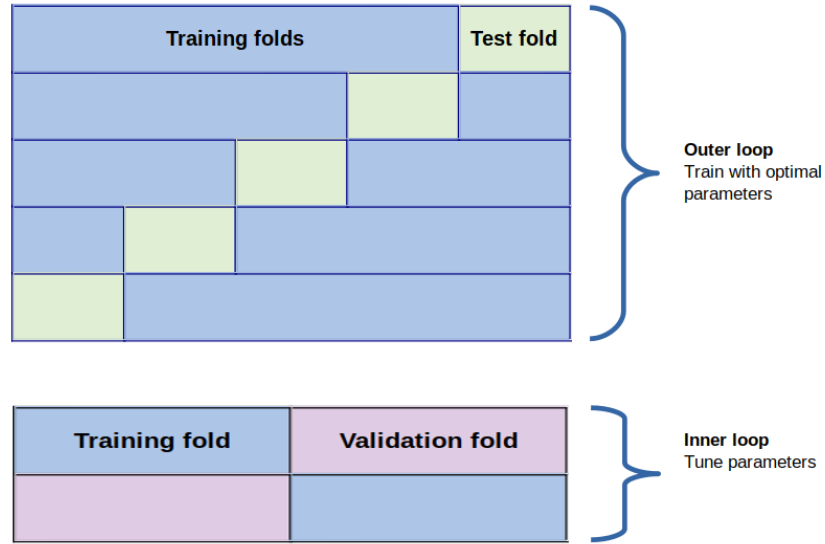 Training folds
Test fold
Outer loop
Train with optimal
parameters
Training fold
Validation fold
Inner loop
Tune parameters